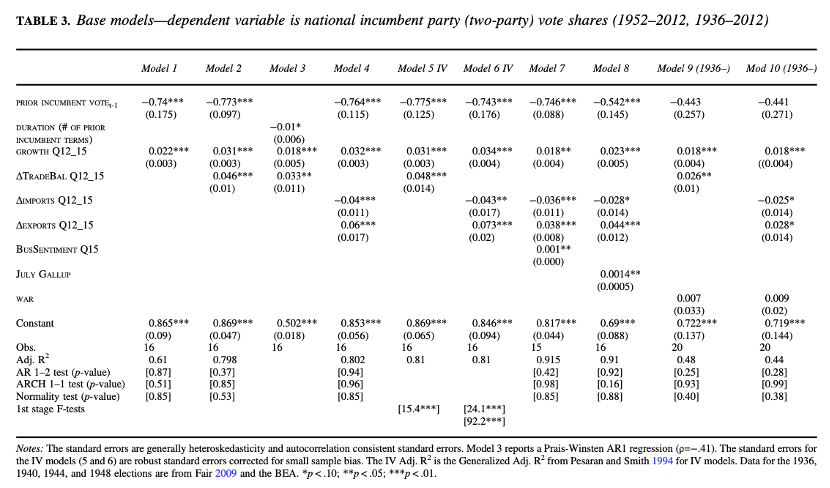 TABLE 3. Base models—dependent variable is national incumbent party (two-party) vote shares (1952–2012, 1936–2012)
Model 1 Model 2 Model 3 Model 4 Model 5 IV Model 6 IV Model 7 Model 8 Model 9 (1936–) Mod 10 (1936–)
PRIOR INCUMBENT VOTEt-1 −0.74*** −0.773*** −0.764*** −0.775*** −0.743*** −0.746*** −0.542*** −0.443 −0.441
(0.175) (0.097) (0.115) (0.125) (0.176) (0.088) (0.145) (0.257) (0.271)
DURATION (# OF PRIOR −0.01*
INCUMBENT TERMS) (0.006)
GROWTH Q12_15 0.022*** 0.031*** 0.018*** 0.032*** 0.031*** 0.034*** 0.018** 0.023*** 0.018*** 0.018***
(0.003) (0.003) (0.005) (0.003) (0.003) (0.004) (0.004) (0.005) (0.004) ((0.004)
ΔTRADEBAL Q12_15 0.046*** 0.033** 0.048*** 0.026**
(0.01) (0.011) (0.014) (0.01)
ΔIMPORTS Q12_15 −0.04*** −0.043** −0.036*** −0.028* −0.025*
(0.011) (0.017) (0.011) (0.014) (0.014)
ΔEXPORTS Q12_15 0.06*** 0.073*** 0.038*** 0.044*** 0.028*
(0.017) (0.02) (0.008) (0.012) (0.014)
BUSSENTIMENT Q15 0.001**
(0.000)
JULY GALLUP 0.0014**
(0.0005)
WAR 0.007 0.009
(0.033) (0.02)
Constant 0.865*** 0.869*** 0.502*** 0.853*** 0.869*** 0.846*** 0.817*** 0.69*** 0.722*** 0.719***
(0.09) (0.047) (0.018) (0.056) (0.065) (0.094) (0.044) (0.088) (0.137) (0.144)
Obs. 16 16 16 16 16 16 15 16 20 20
Adj. R2 0.61 0.798 0.802 0.81 0.81 0.915 0.91 0.48 0.44
AR 1–2 test (p-value) [0.87] [0.37] [0.94] [0.42] [0.92] [0.25] [0.28]
ARCH 1–1 test (p-value) [0.51] [0.85] [0.96] [0.98] [0.16] [0.93] [0.99]
Normality test (p-value) [0.85] [0.53] [0.85] [0.85] [0.88] [0.40] [0.38]
1st stage F-tests [15.4***] [24.1***]
[92.2***]
Notes: The standard errors are generally heteroskedasticity and autocorrelation consistent standard errors. Model 3 reports a Prais-Winsten AR1 regression (ρ=−.41). The standard errors for
the IV models (5 and 6) are robust standard errors corrected for small sample bias. The IV Adj. R2 is the Generalized Adj. R2 from Pesaran and Smith 1994 for IV models. Data for the 1936,
1940, 1944, and 1948 elections are from Fair 2009 and the BEA. *p < .10; **p < .05; ***p < .01.